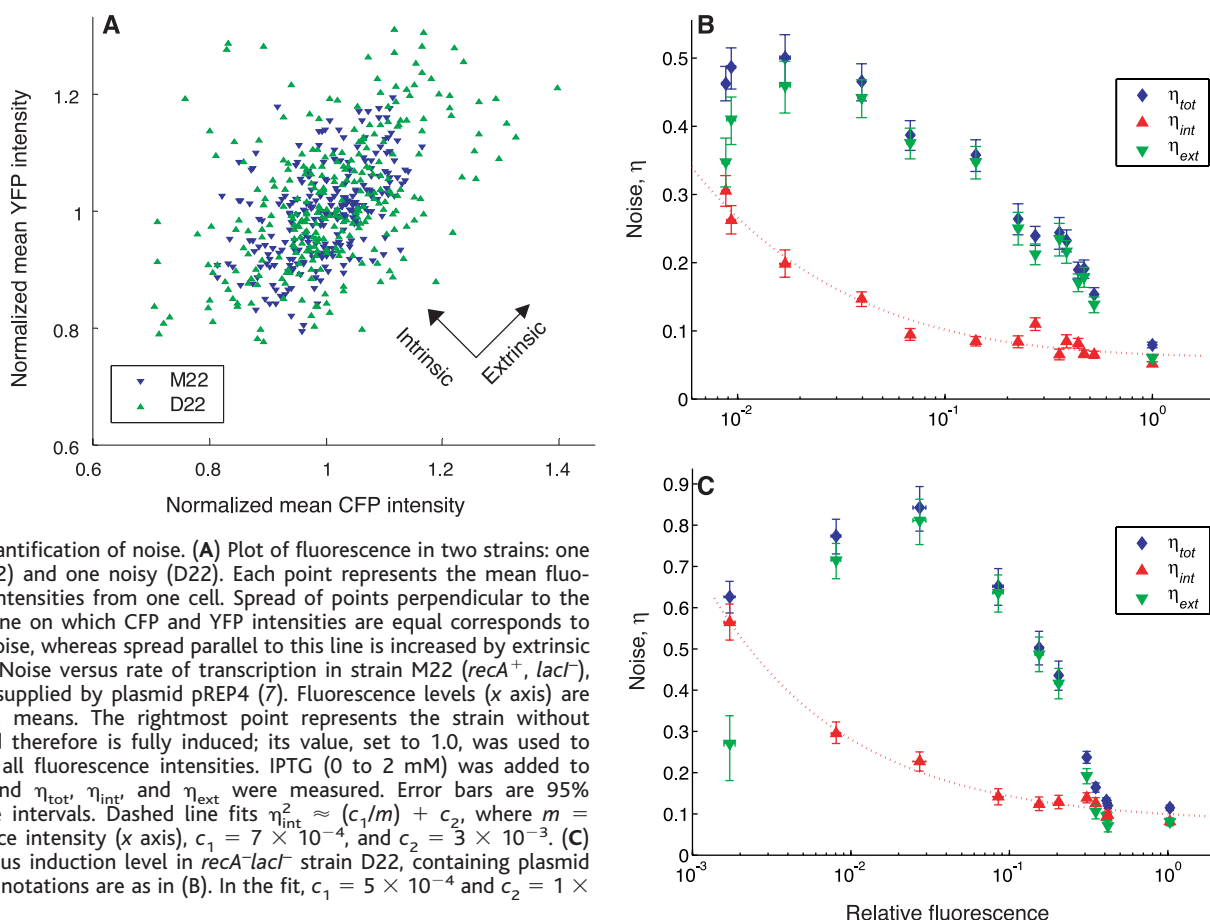 A
Normalized mean YFP intensity
1.2
1
0.8
0.6
0.6
0.8
1
1.2
1.4
Normalized mean CFP intensity
M22
D22
Intrinsic
Extrinsic
B
Noise, η
0.5
0.4
0.3
0.2
0.1
0
10⁻²
10⁻¹
10⁰
η_tot
η_int
η_ext
C
Noise, η
0.9
0.8
0.7
0.6
0.5
0.4
0.3
0.2
0.1
0
10⁻³
10⁻²
10⁻¹
10⁰
η_tot
η_int
η_ext
Relative fluorescence
antification of noise. (A) Plot of fluorescence in two strains: one
2) and one noisy (D22). Each point represents the mean fluo-
ntensities from one cell. Spread of points perpendicular to the
ne on which CFP and YFP intensities are equal corresponds to
oise, whereas spread parallel to this line is increased by extrinsic
Noise versus rate of transcription in strain M22 (recA⁺, lacI⁻),
supplied by plasmid pREP4 (7). Fluorescence levels (x axis) are
means. The rightmost point represents the strain without
d therefore is fully induced; its value, set to 1.0, was used to
all fluorescence intensities. IPTG (0 to 2 mM) was added to
nd η_tot, η_int, and η_ext were measured. Error bars are 95%
e intervals. Dashed line fits η²_int ≈ (c₁/m) + c₂, where m =
ce intensity (x axis), c₁ = 7 × 10⁻⁴, and c₂ = 3 × 10⁻³. (C)
us induction level in recA⁻lacI⁻ strain D22, containing plasmid
notations are as in (B). In the fit, c₁ = 5 × 10⁻⁴ and c₂ = 1 ×